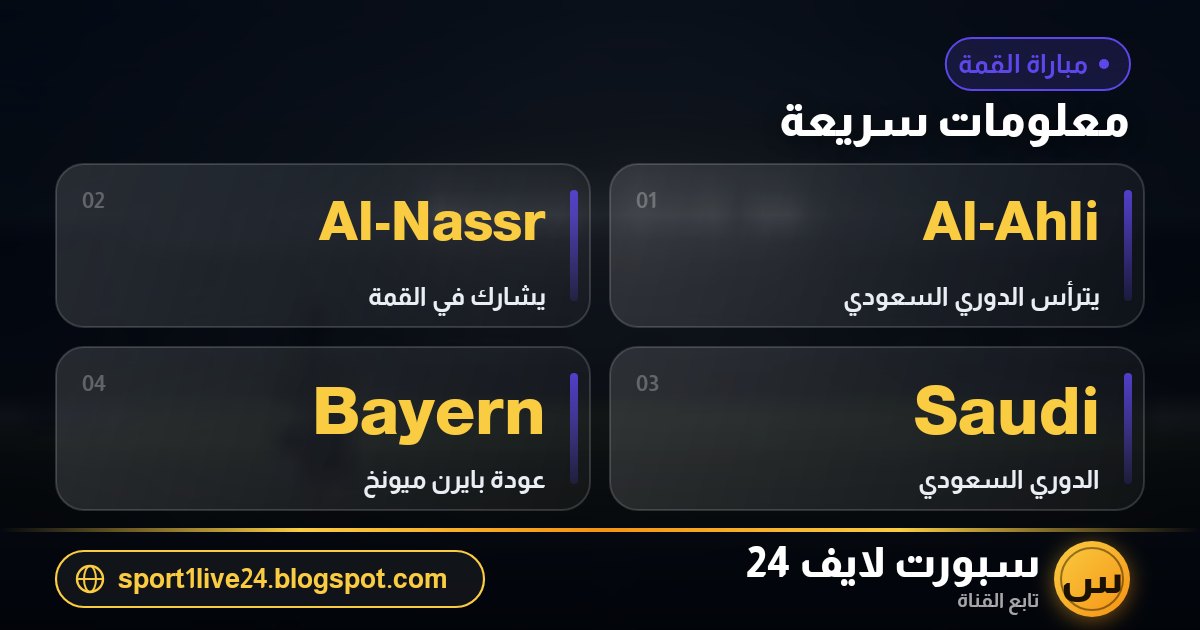 مباراة القمة
معلومات سريعة
01
Al-Ahli
يترأس الدوري السعودي
02
Al-Nassr
يشارك في القمة
03
Saudi
الدوري السعودي
04
Bayern
عودة بايرن ميونخ
س
سبورت لايف 24
تابع القناة
sport1live24.blogspot.com